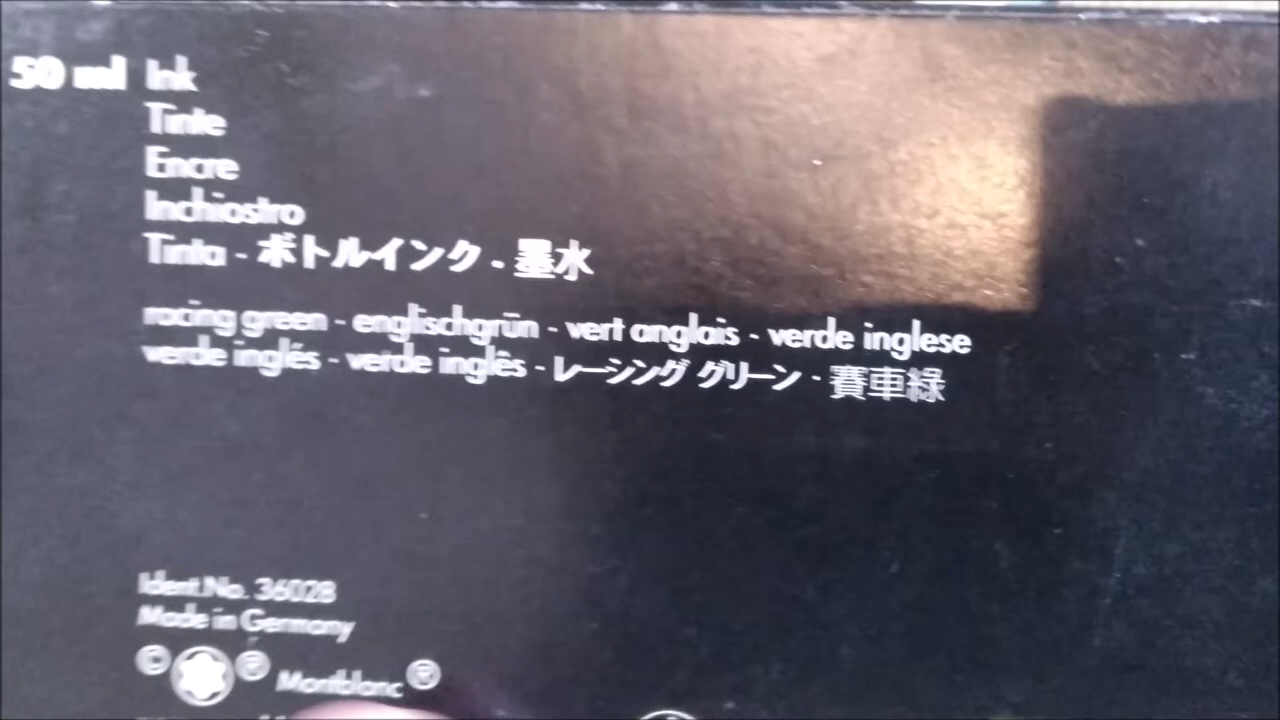 50 ml Ink
Tinte
Encre
Inchiostro
Tinta - ボトルインク - 墨水
racing green - englischgrün - vert anglais - verde inglese
verde inglés - verde inglês - レーシング グリーン - 賽車綠
Ident.No. 36028
Made in Germany
© ® Montblanc ®